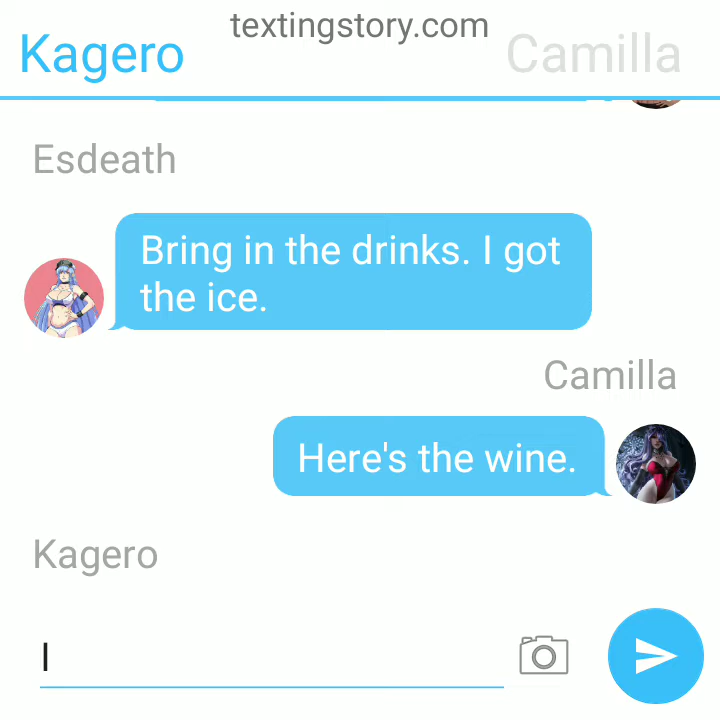 textingstory.com
Kagero
Camilla
Esdeath
Bring in the drinks. I got
the ice.
Camilla
Here's the wine.
Kagero